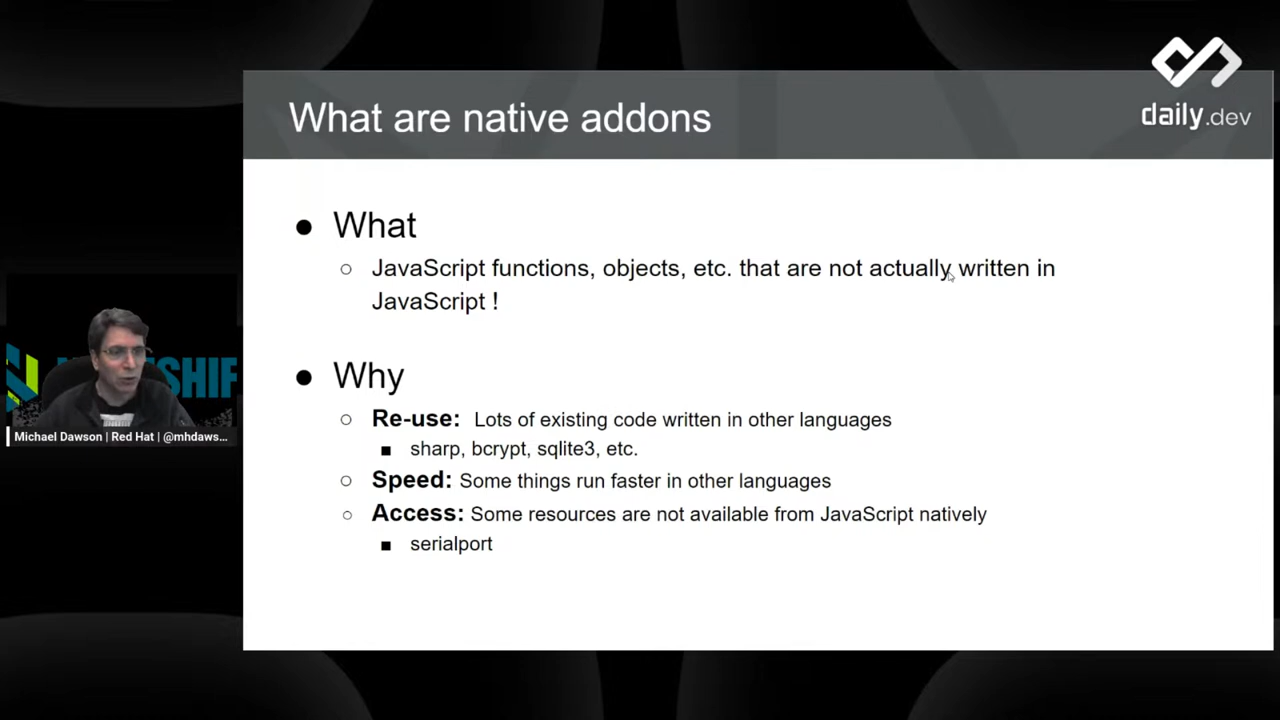 daily.dev
What are native addons
● What
○ JavaScript functions, objects, etc. that are not actually written in
JavaScript !
● Why
○ Re-use: Lots of existing code written in other languages
■ sharp, bcrypt, sqlite3, etc.
○ Speed: Some things run faster in other languages
○ Access: Some resources are not available from JavaScript natively
■ serialport
SHIF
Michael Dawson | Red Hat | @mhdaws...